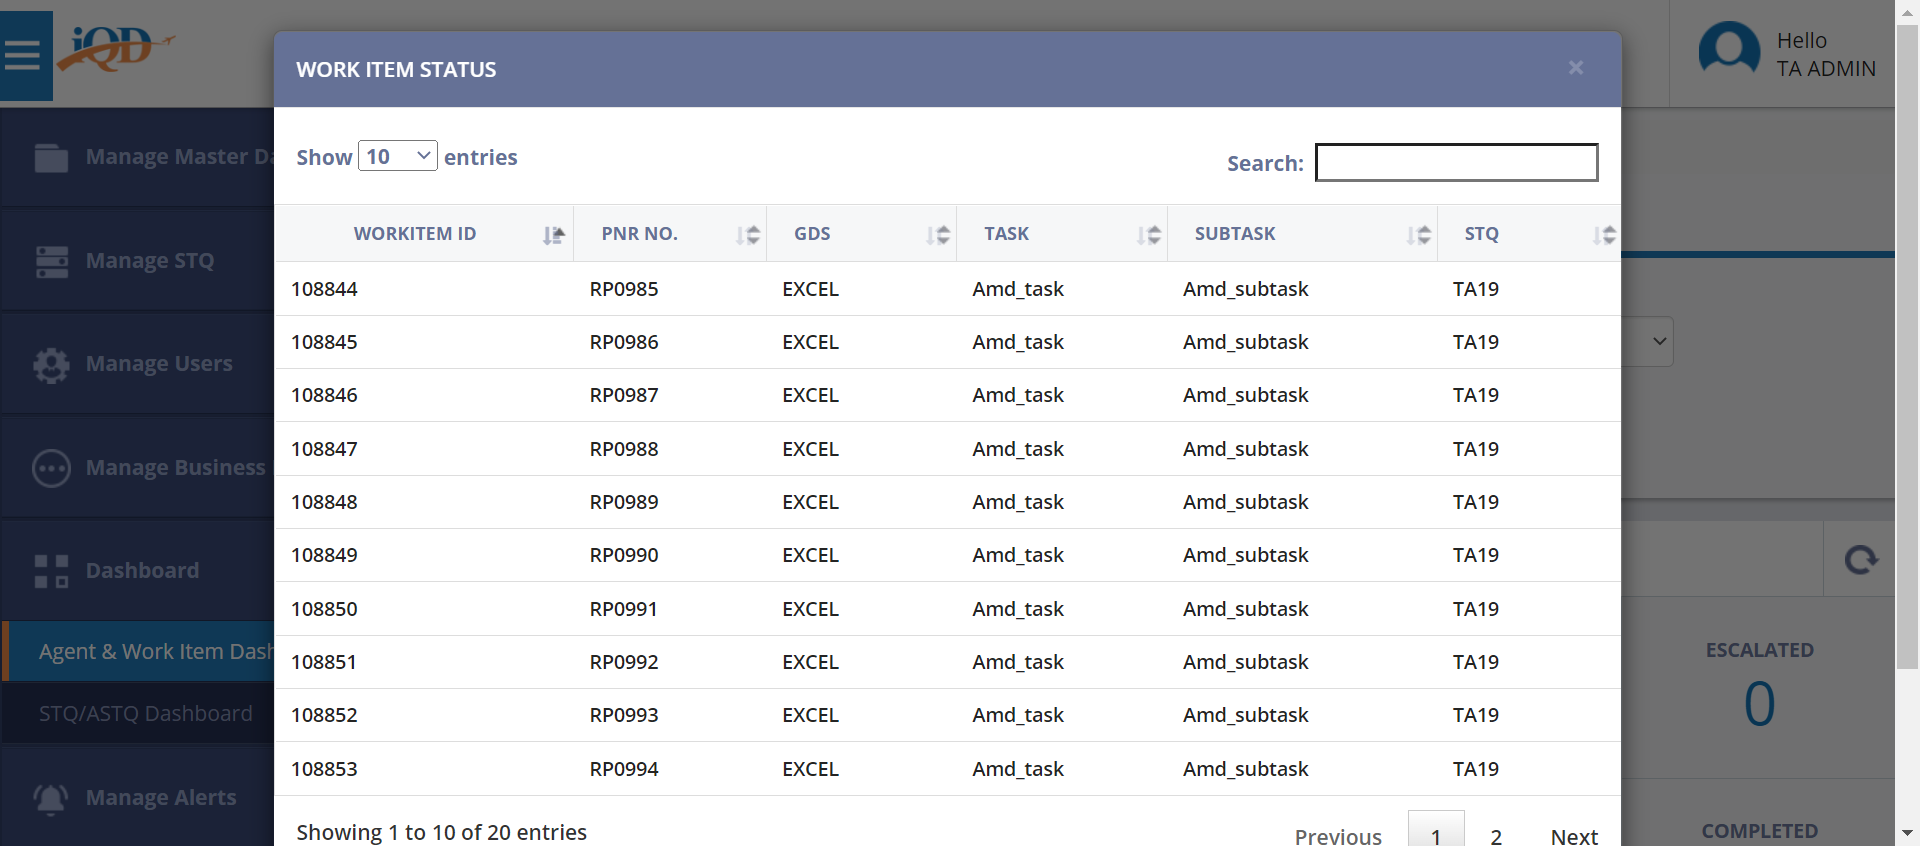 iQD
Hello
TA ADMIN
WORK ITEM STATUS
×
Show 10 entries
Search:
WORKITEM ID PNR NO. GDS TASK SUBTASK STQ
108844 RP0985 EXCEL Amd_task Amd_subtask TA19
108845 RP0986 EXCEL Amd_task Amd_subtask TA19
108846 RP0987 EXCEL Amd_task Amd_subtask TA19
108847 RP0988 EXCEL Amd_task Amd_subtask TA19
108848 RP0989 EXCEL Amd_task Amd_subtask TA19
108849 RP0990 EXCEL Amd_task Amd_subtask TA19
108850 RP0991 EXCEL Amd_task Amd_subtask TA19
108851 RP0992 EXCEL Amd_task Amd_subtask TA19
108852 RP0993 EXCEL Amd_task Amd_subtask TA19
108853 RP0994 EXCEL Amd_task Amd_subtask TA19
Showing 1 to 10 of 20 entries
Previous 1 2 Next
Manage Master Da
Manage STQ
Manage Users
Manage Business
Dashboard
Agent & Work Item Dash
STQ/ASTQ Dashboard
Manage Alerts
ESCALATED
0
COMPLETED